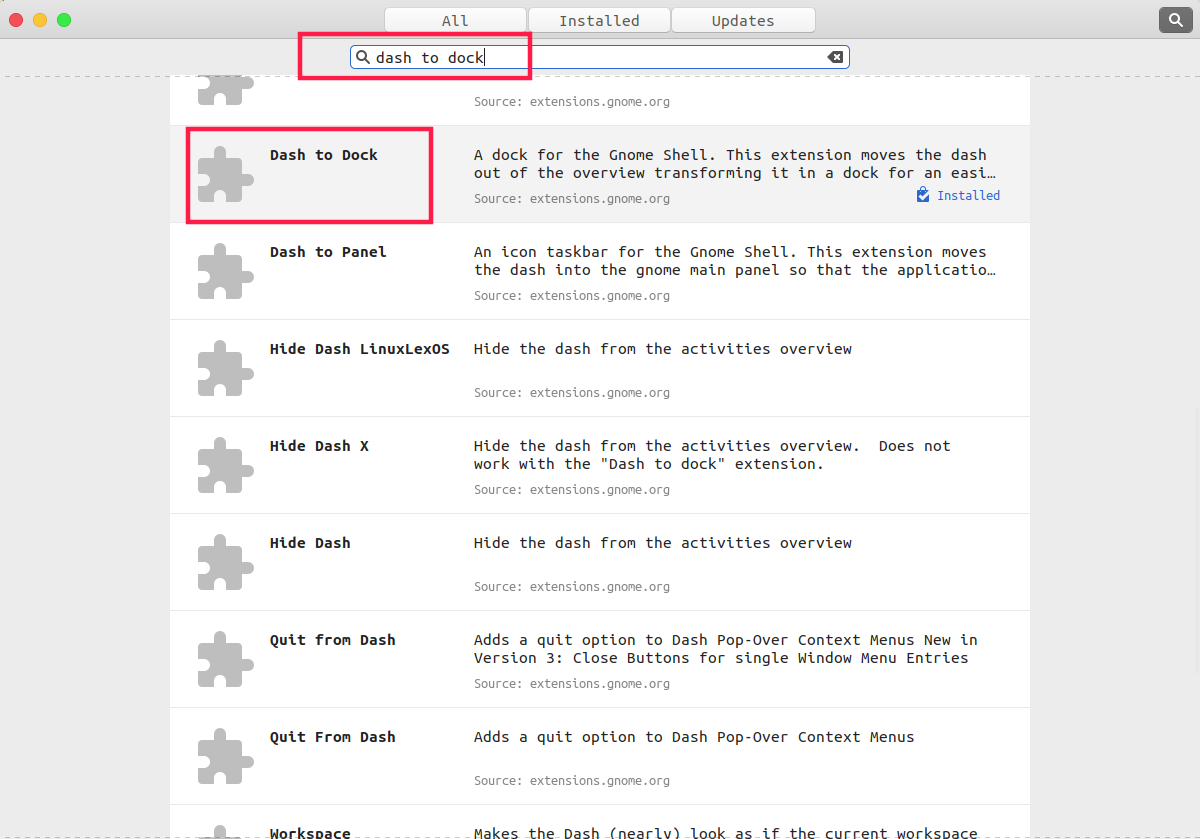 All Installed Updates
dash to dock
Source: extensions.gnome.org
Dash to Dock
A dock for the Gnome Shell. This extension moves the dash
out of the overview transforming it in a dock for an easi…
Source: extensions.gnome.org
Installed
Dash to Panel
An icon taskbar for the Gnome Shell. This extension moves
the dash into the gnome main panel so that the applicatio…
Source: extensions.gnome.org
Hide Dash LinuxLexOS
Hide the dash from the activities overview
Source: extensions.gnome.org
Hide Dash X
Hide the dash from the activities overview.  Does not
work with the "Dash to dock" extension.
Source: extensions.gnome.org
Hide Dash
Hide the dash from the activities overview
Source: extensions.gnome.org
Quit from Dash
Adds a quit option to Dash Pop-Over Context Menus New in
Version 3: Close Buttons for single Window Menu Entries
Source: extensions.gnome.org
Quit From Dash
Adds a quit option to Dash Pop-Over Context Menus
Source: extensions.gnome.org
Workspace
Makes the Dash (nearly) look as if the current workspace